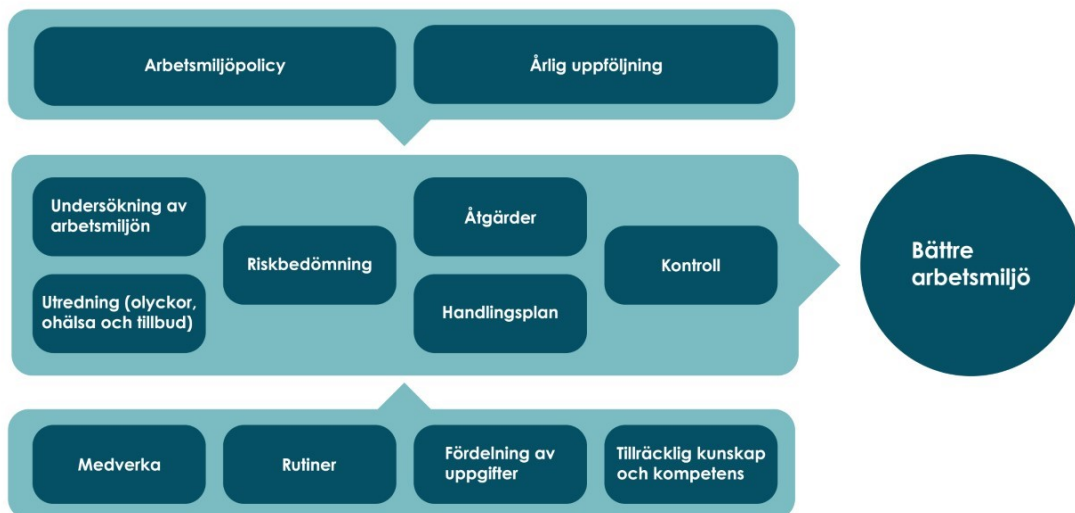 Arbetsmiljöpolicy
Årlig uppföljning
Undersökning av
arbetsmiljön
Utredning (olyckor,
ohälsa och tillbud)
Riskbedömning
Åtgärder
Handlingsplan
Kontroll
Bättre
arbetsmiljö
Medverka
Rutiner
Fördelning av
uppgifter
Tillräcklig kunskap
och kompetens